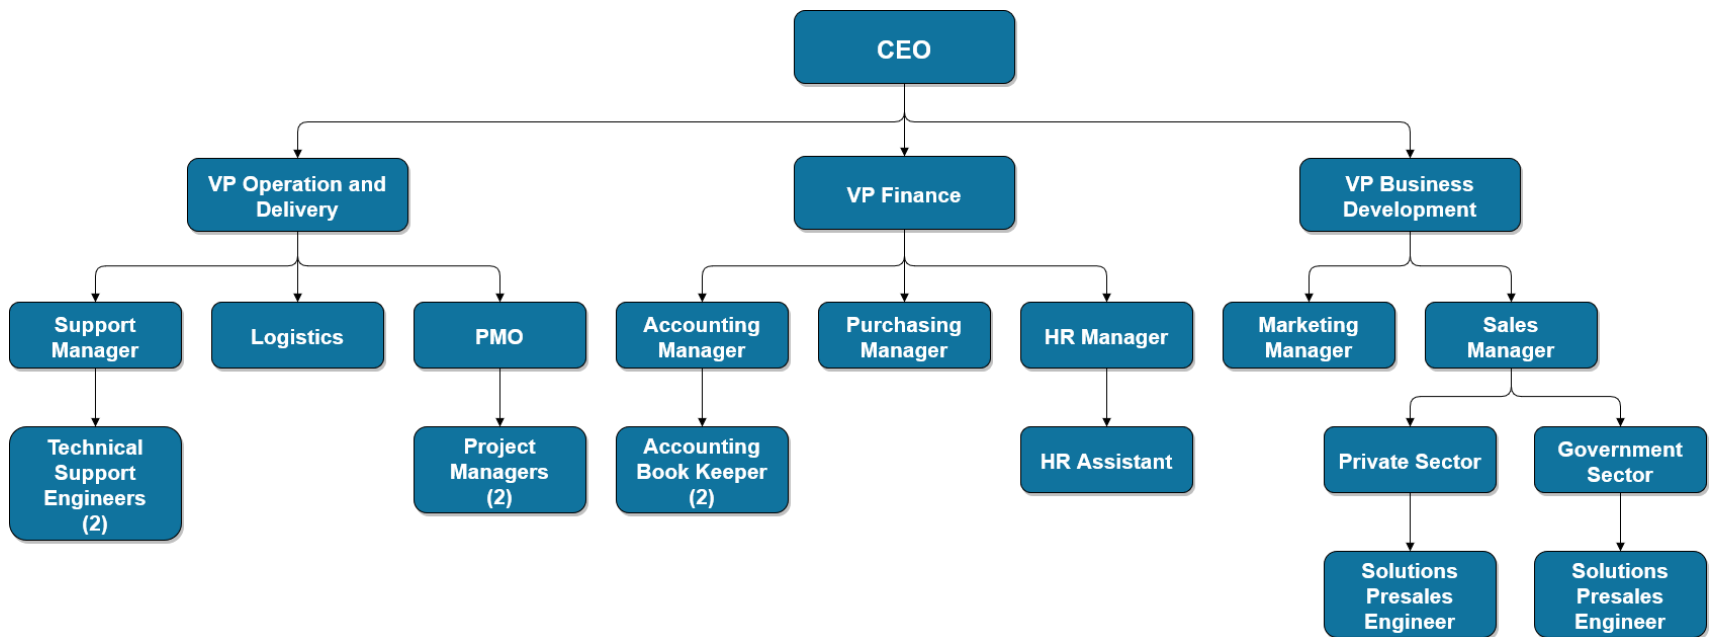 CEO
VP Operation and
Delivery
VP Finance
VP Business
Development
Support
Manager
Logistics
PMO
Accounting
Manager
Purchasing
Manager
HR Manager
Marketing
Manager
Sales
Manager
Technical
Support
Engineers
(2)
Project
Managers
(2)
Accounting
Book Keeper
(2)
HR Assistant
Private Sector
Government
Sector
Solutions
Presales
Engineer
Solutions
Presales
Engineer